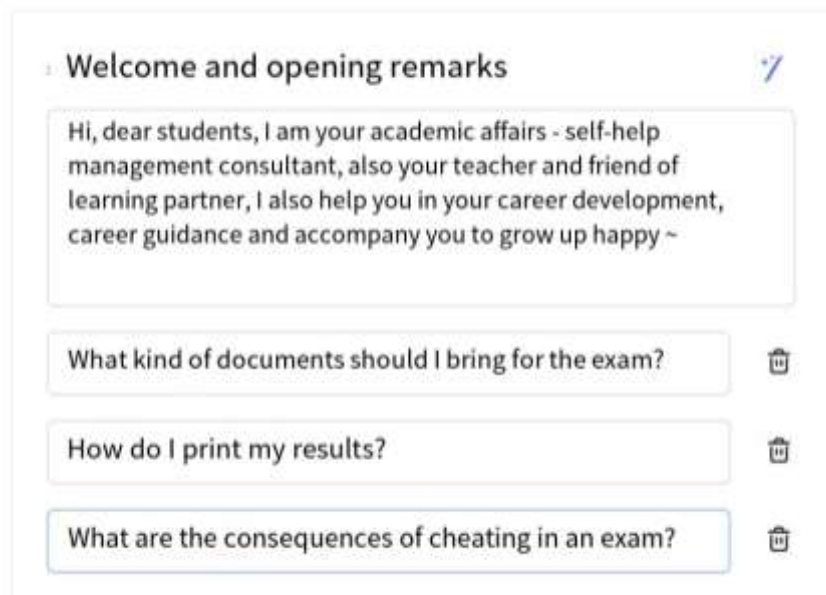 Welcome and opening remarks
Hi, dear students, I am your academic affairs - self-help
management consultant, also your teacher and friend of
learning partner, I also help you in your career development,
career guidance and accompany you to grow up happy ~
What kind of documents should I bring for the exam?
How do I print my results?
What are the consequences of cheating in an exam?